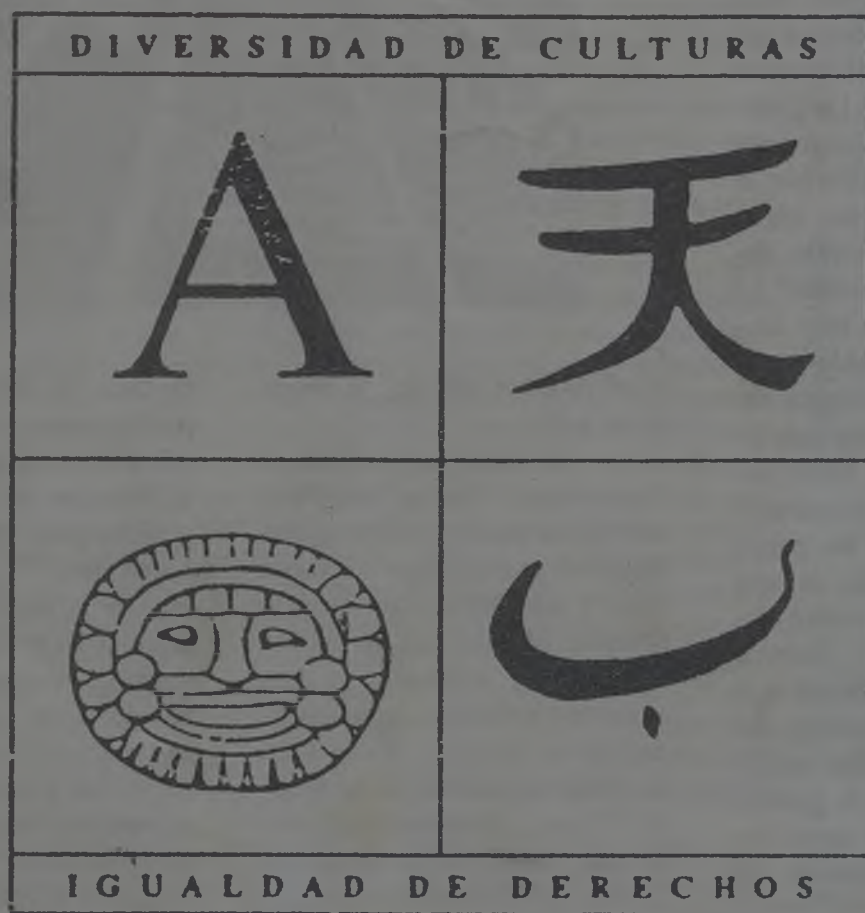 DIVERSIDAD DE CULTURAS
A 天
ب
IGUALDAD DE DERECHOS